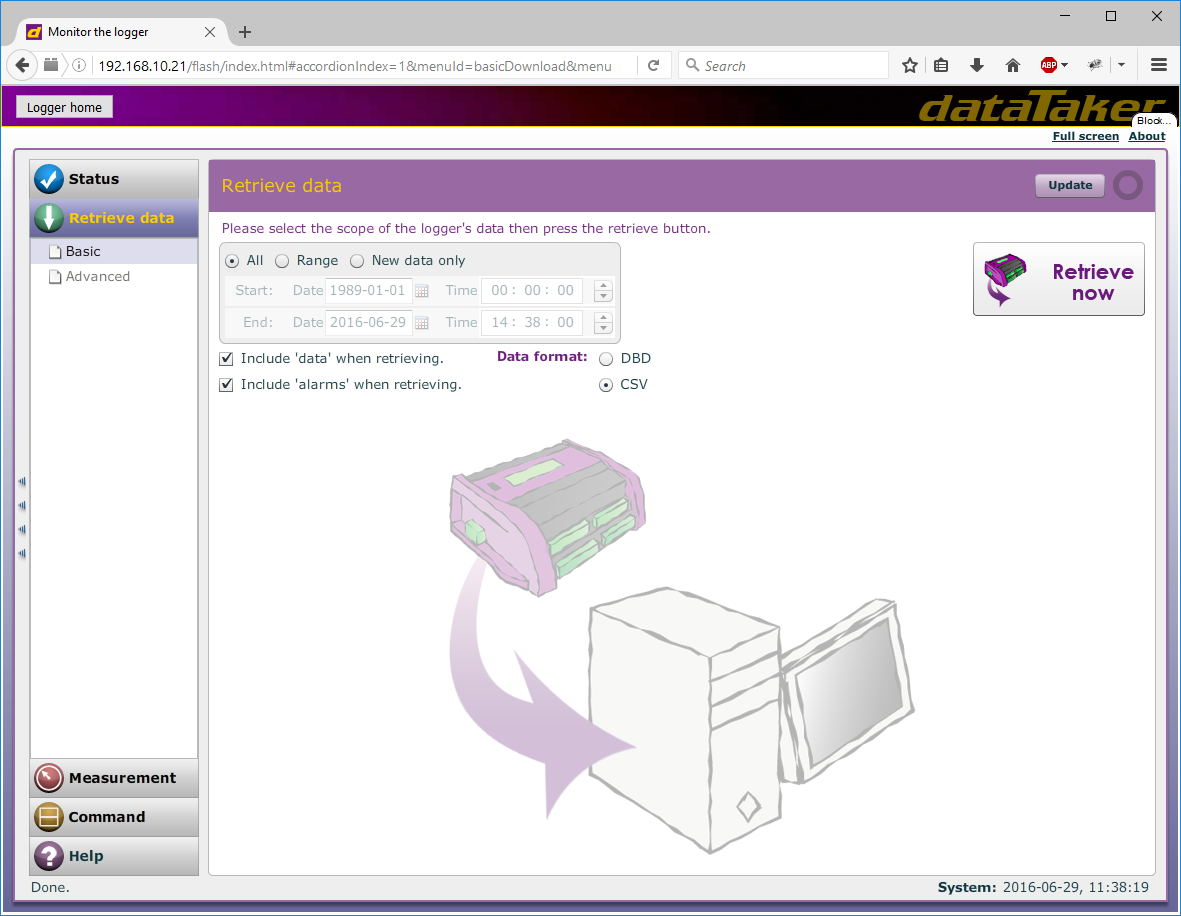 Monitor the logger
192.168.10.21/flash/index.html#accordionIndex=1&menuId=basicDownload&menu
Search
ABP
Logger home
dataTaker
Block...
Full screen About
Status
Retrieve data
Basic
Advanced
Measurement
Command
Help
Retrieve data
Update
Please select the scope of the logger's data then press the retrieve button.
All Range New data only
Start: Date 1989-01-01 Time 00 : 00 : 00
End: Date 2016-06-29 Time 14 : 38 : 00
Retrieve
now
Include 'data' when retrieving. Data format: DBD
Include 'alarms' when retrieving. CSV
Done. System: 2016-06-29, 11:38:19